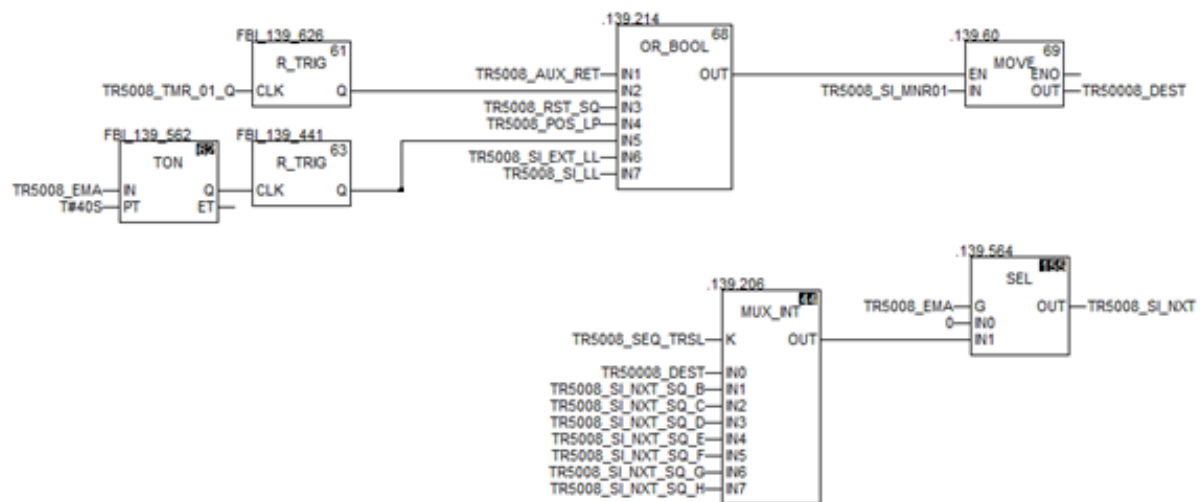 .139.214
FBI_139_626
68
.139.60
61
OR_BOOL
69
R_TRIG
MOVE
TR5008_AUX_RET IN1 OUT EN ENO
TR5008_TMR_01_Q CLK Q IN2 TR5008_SI_MNR01 IN OUT TR50008_DEST
TR5008_RST_SQ IN3
TR5008_POS_LP IN4
FBI_139_562 FBI_139_441 IN5
62 63 TR5008_SI_EXT_LL IN6
TON R_TRIG TR5008_SI_LL IN7
TR5008_EMA IN Q CLK Q
T#40S PT ET
.139.564
155
.139.206 SEL
44
MUX_INT TR5008_EMA G OUT TR5008_SI_NXT
0 IN0
TR5008_SEQ_TRSL K OUT IN1
TR50008_DEST IN0
TR5008_SI_NXT_SQ_B IN1
TR5008_SI_NXT_SQ_C IN2
TR5008_SI_NXT_SQ_D IN3
TR5008_SI_NXT_SQ_E IN4
TR5008_SI_NXT_SQ_F IN5
TR5008_SI_NXT_SQ_G IN6
TR5008_SI_NXT_SQ_H IN7